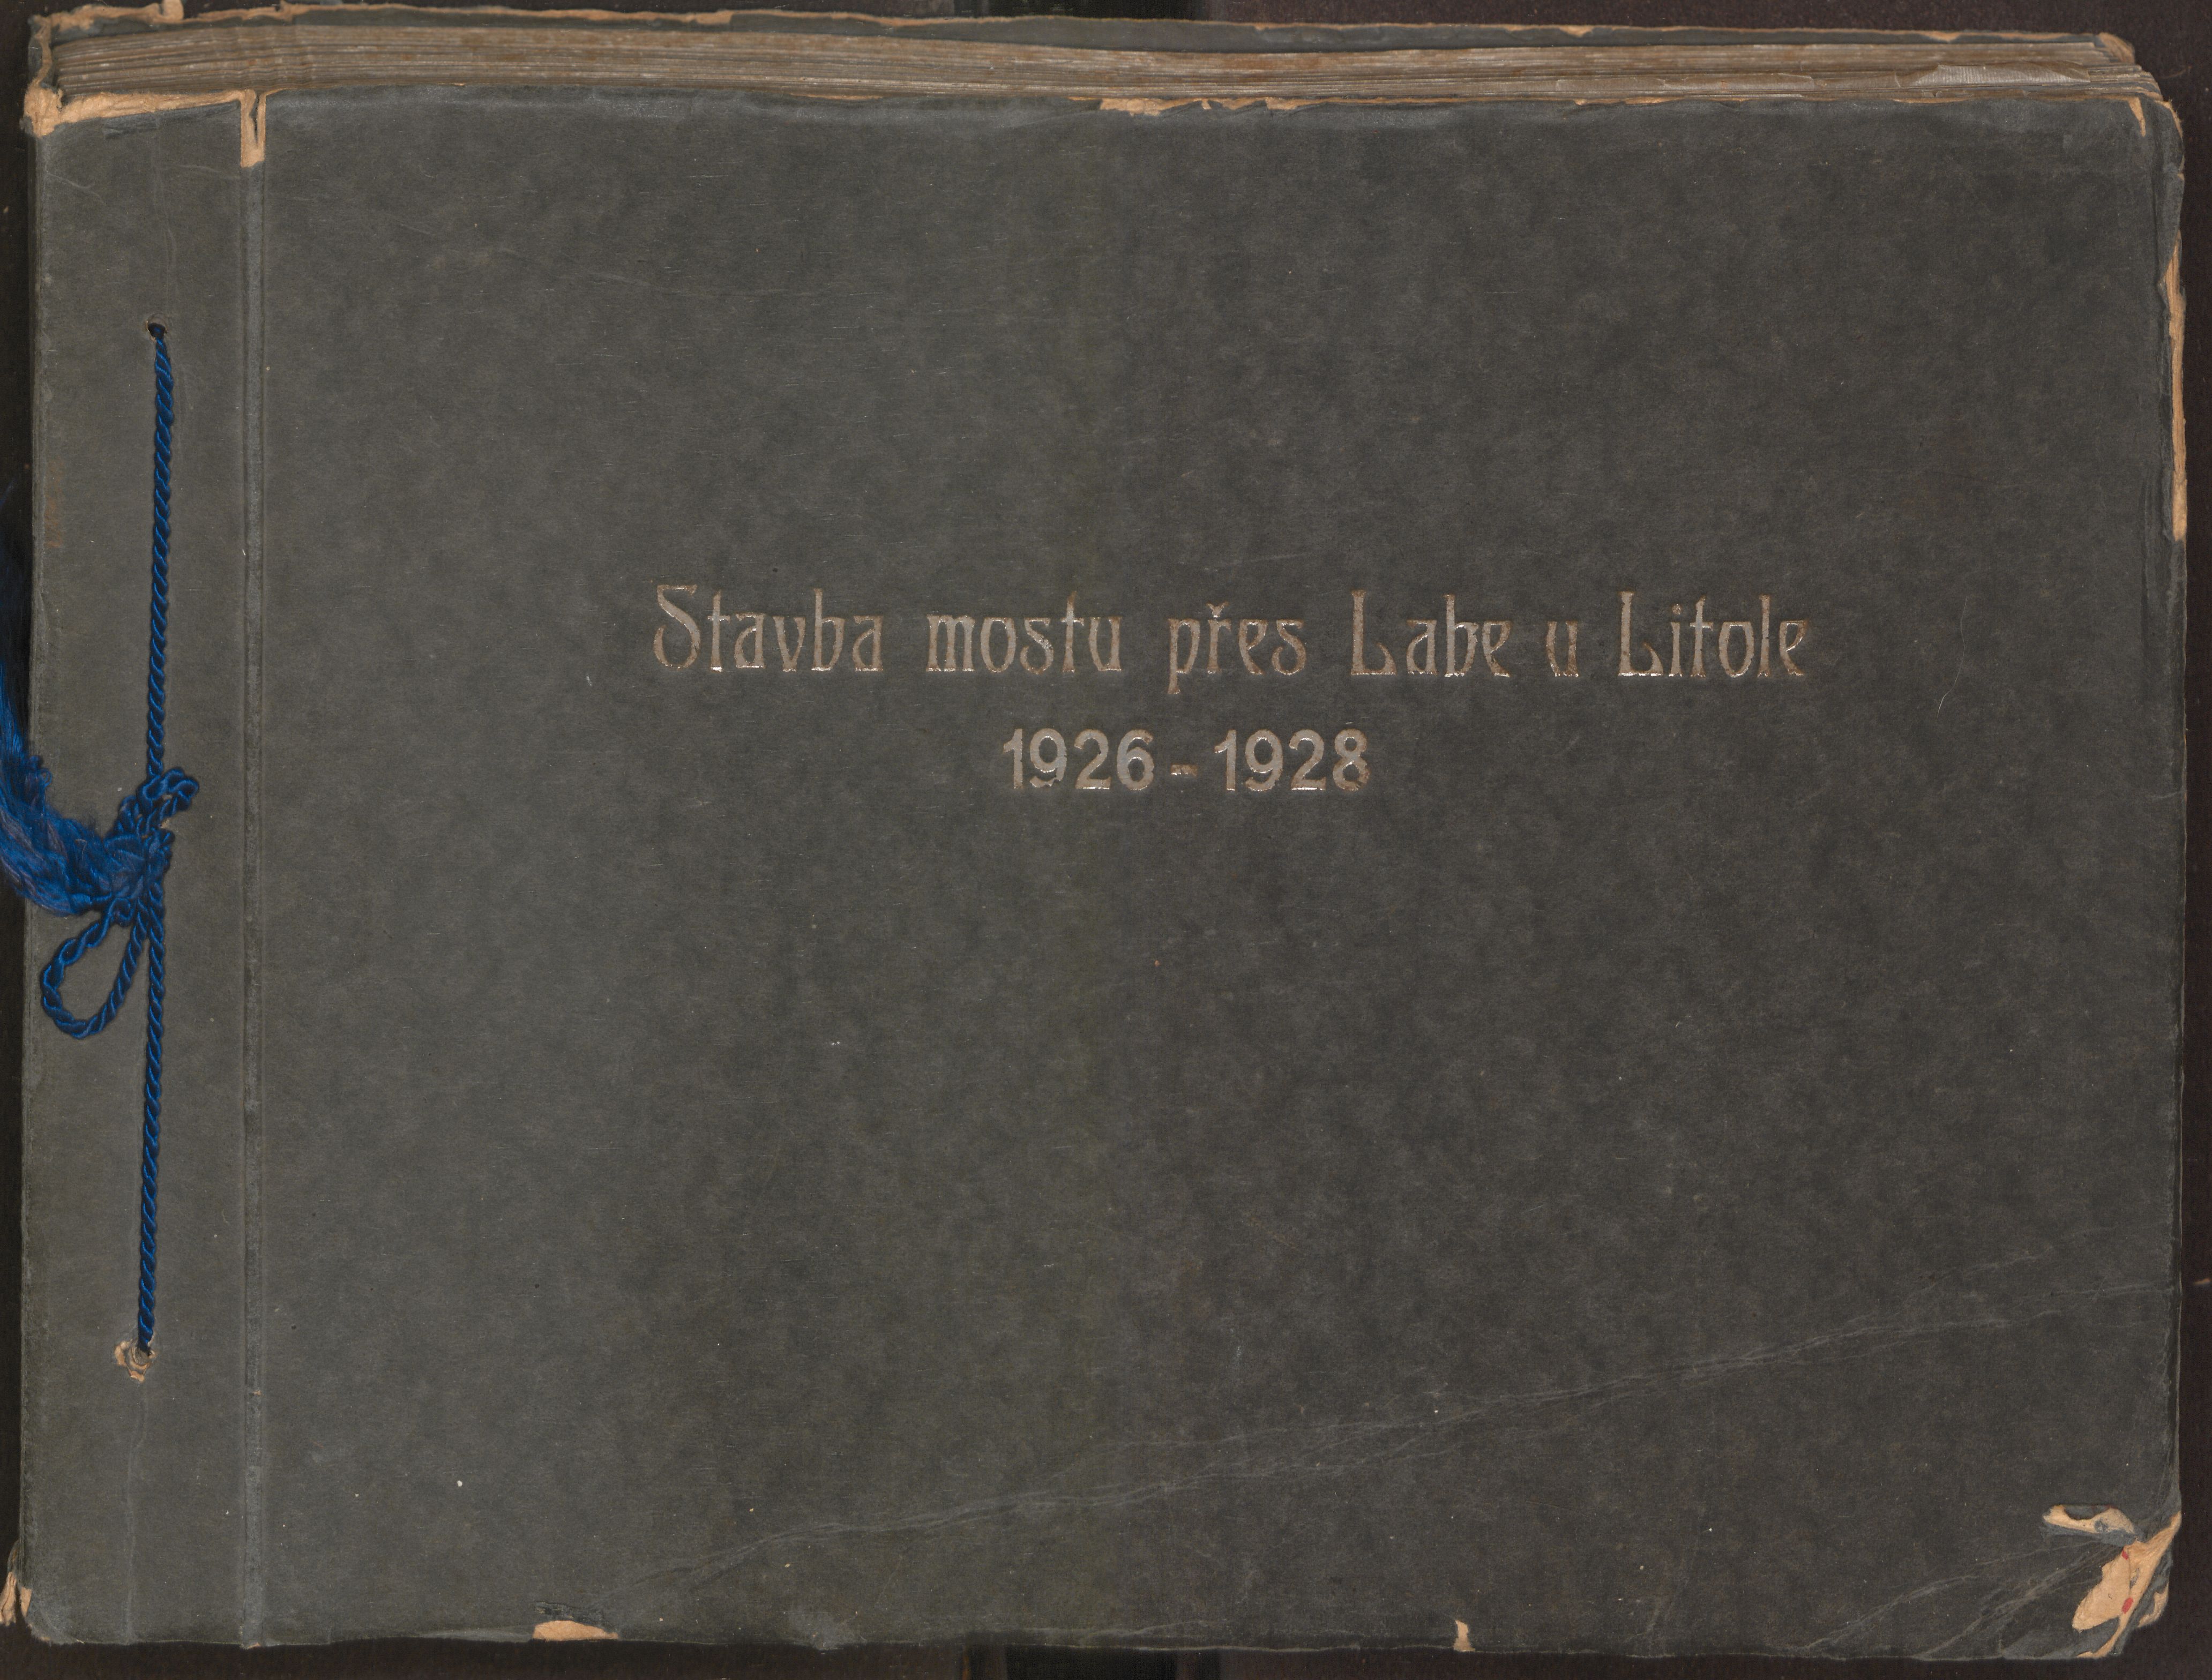 Stavba mostu přes Labe u Litole
1926-1928